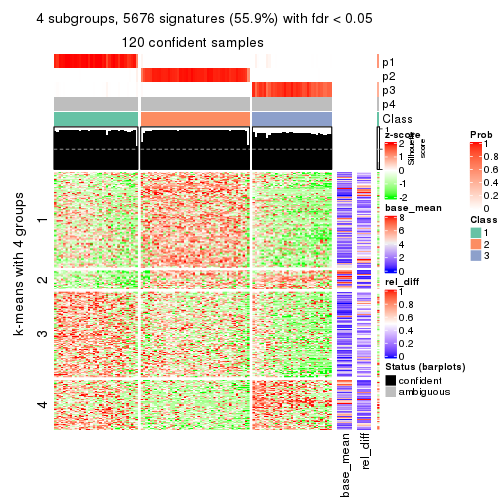 4 subgroups, 5676 signatures (55.9%) with fdr < 0.05
120 confident samples
p1
p2
p3
p4
Class
1
Silhouette
score
k-means with 4 groups
1
2
3
4
base_mean
rel_diff
z-score
2
1
0
-2
base_mean
8
6
4
2
0
rel_diff
1
0.8
0.6
0.4
0.2
0
Status (barplots)
confident
ambiguous
Prob
1
0.8
0.6
0.4
0.2
0
Class
1
2
3